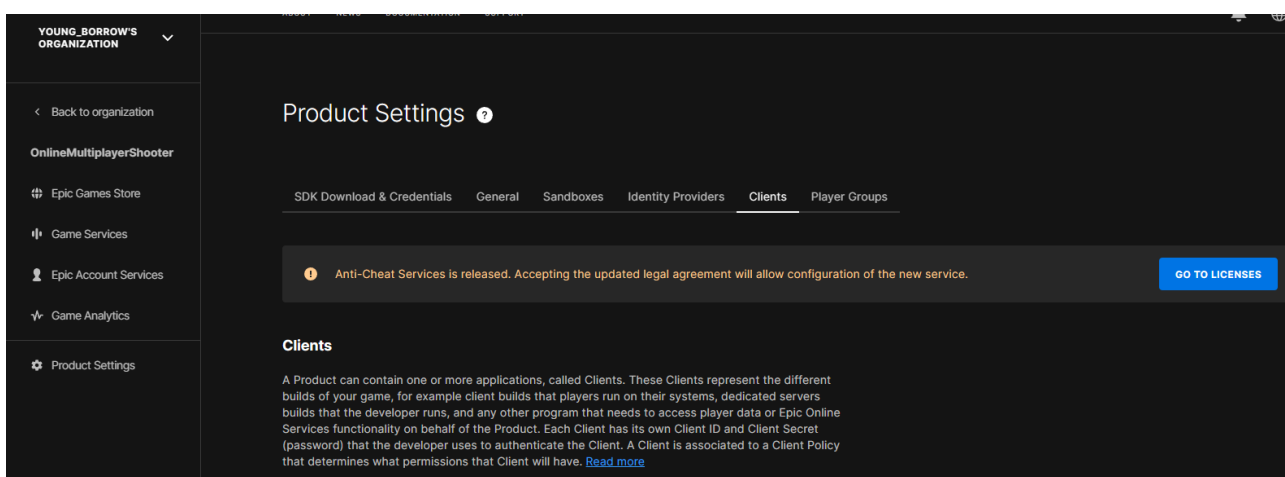 ABOUT NEWS DOCUMENTATION SUPPORT
YOUNG_BORROW'S
ORGANIZATION
Back to organization
OnlineMultiplayerShooter
Epic Games Store
Game Services
Epic Account Services
Game Analytics
Product Settings
Product Settings ?
SDK Download & Credentials General Sandboxes Identity Providers Clients Player Groups
Anti-Cheat Services is released. Accepting the updated legal agreement will allow configuration of the new service.
GO TO LICENSES
Clients
A Product can contain one or more applications, called Clients. These Clients represent the different
builds of your game, for example client builds that players run on their systems, dedicated servers
builds that the developer runs, and any other program that needs to access player data or Epic Online
Services functionality on behalf of the Product. Each Client has its own Client ID and Client Secret
(password) that the developer uses to authenticate the Client. A Client is associated to a Client Policy
that determines what permissions that Client will have. Read more